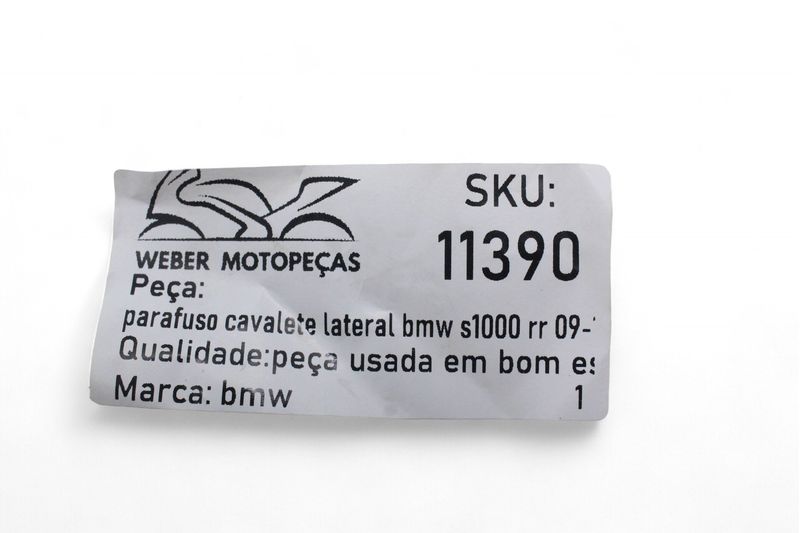 SKU:
11390
WEBER MOTOPEÇAS
Peça:
parafuso cavalete lateral bmw s1000 rr 09-
Qualidade:peça usada em bom es
Marca: bmw
1